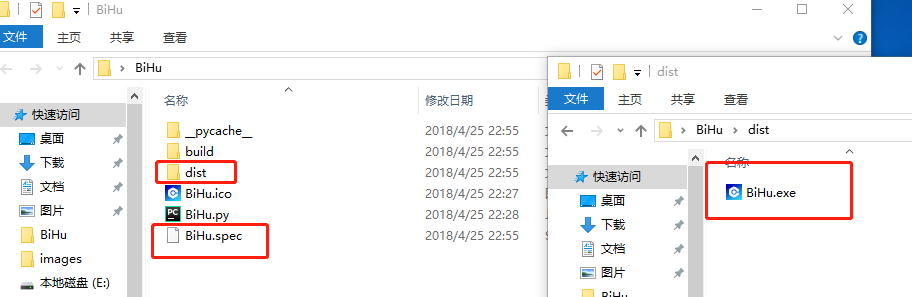 BiHu
文件 主页 共享 查看
BiHu
快速访问
桌面
下载
文档
图片
BiHu
images
本地磁盘 (E:)
名称 修改日期
__pycache__ 2018/4/25 22:55
build 2018/4/25 22:55
dist 2018/4/25 22:55
BiHu.ico 2018/4/25 22:27
BiHu.py 2018/4/25 22:28
BiHu.spec 2018/4/25 22:55
dist
文件 主页 共享 查看
BiHu dist
快速访问
桌面
下载
文档
图片
BiHu
名称
BiHu.exe